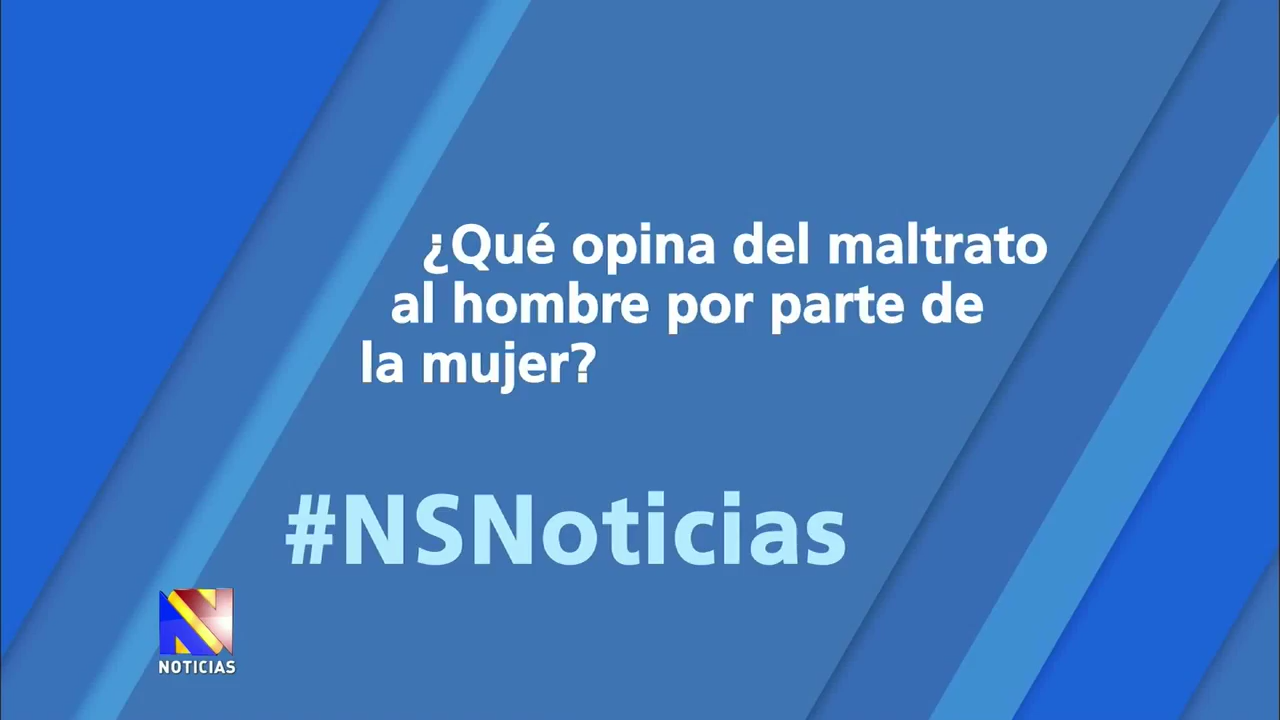 ¿Qué opina del maltrato
al hombre por parte de
la mujer?
#NSNoticias
NOTICIAS